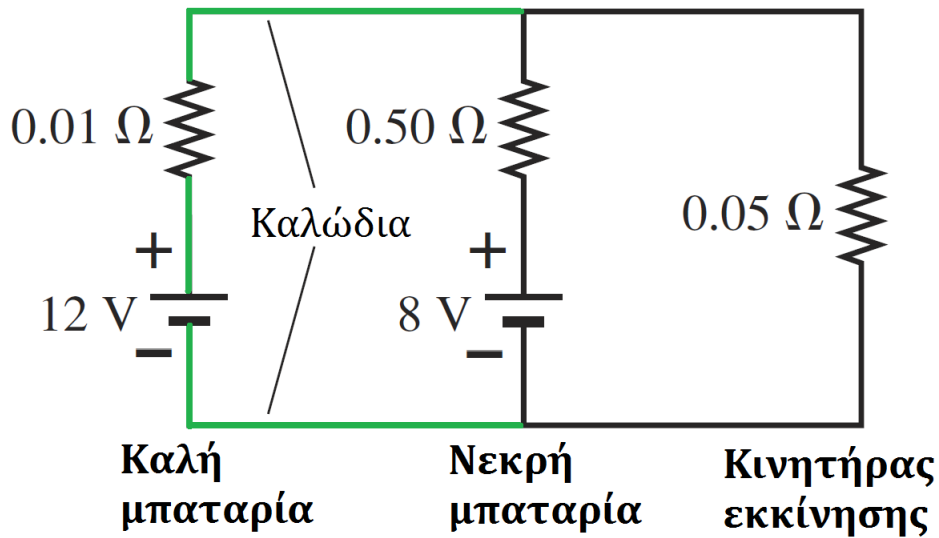 0.01 Ω
0.50 Ω
0.05 Ω
Καλώδια
+
+
12 V
8 V
−
−
Καλή
μπαταρία
Νεκρή
μπαταρία
Κινητήρας
εκκίνησης